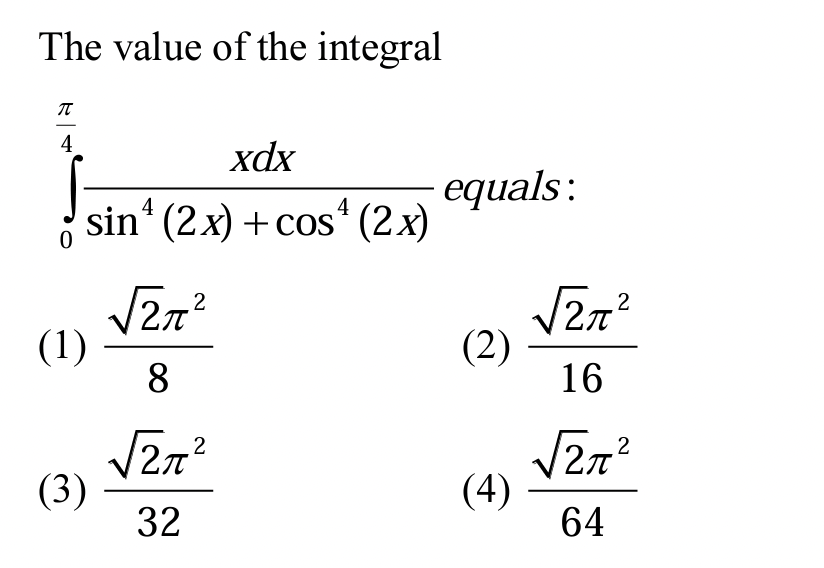 The value of the integral
∫₀^(π/4) xdx / (sin⁴(2x) + cos⁴(2x)) equals:
(1) √2π²/8 (2) √2π²/16
(3) √2π²/32 (4) √2π²/64